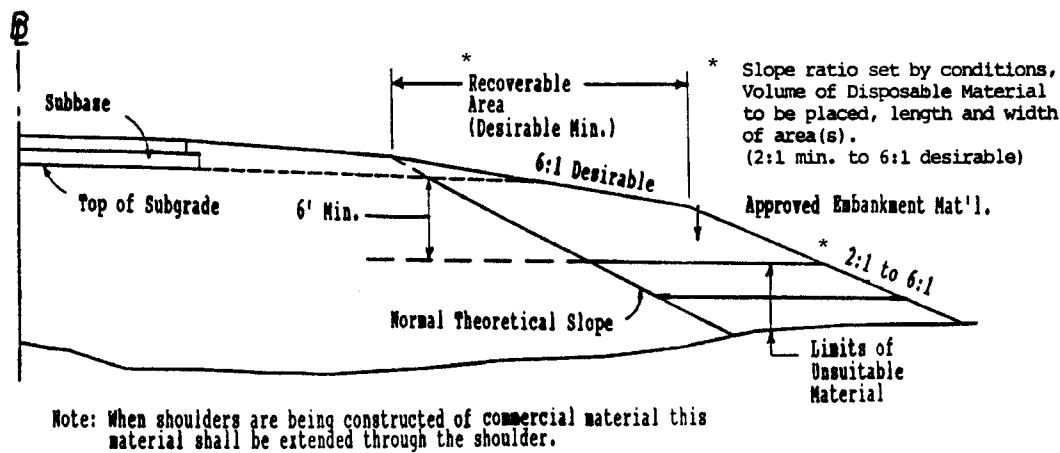 ℄
*
Recoverable
Area
(Desirable Min.)
Subbase
Top of Subgrade
6' Min.
6:1 Desirable
* Slope ratio set by conditions,
Volume of Disposable Material
to be placed, length and width
of area(s).
(2:1 min. to 6:1 desirable)
Approved Embankment Mat'l.
* 2:1 to 6:1
Normal Theoretical Slope
Limits of
Unsuitable
Material
Note: When shoulders are being constructed of commercial material this
material shall be extended through the shoulder.